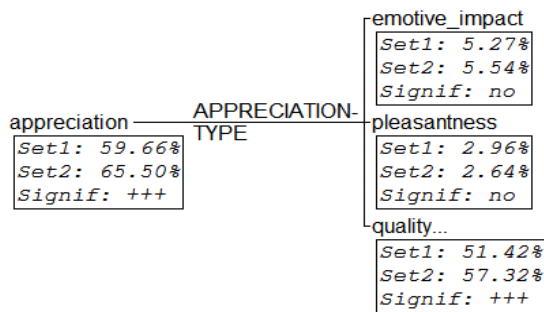 emotive_impact
Set1: 5.27%
Set2: 5.54%
Signif: no
appreciation
APPRECIATION-
TYPE
Set1: 59.66%
Set2: 65.50%
Signif: +++
pleasantness
Set1: 2.96%
Set2: 2.64%
Signif: no
quality...
Set1: 51.42%
Set2: 57.32%
Signif: +++